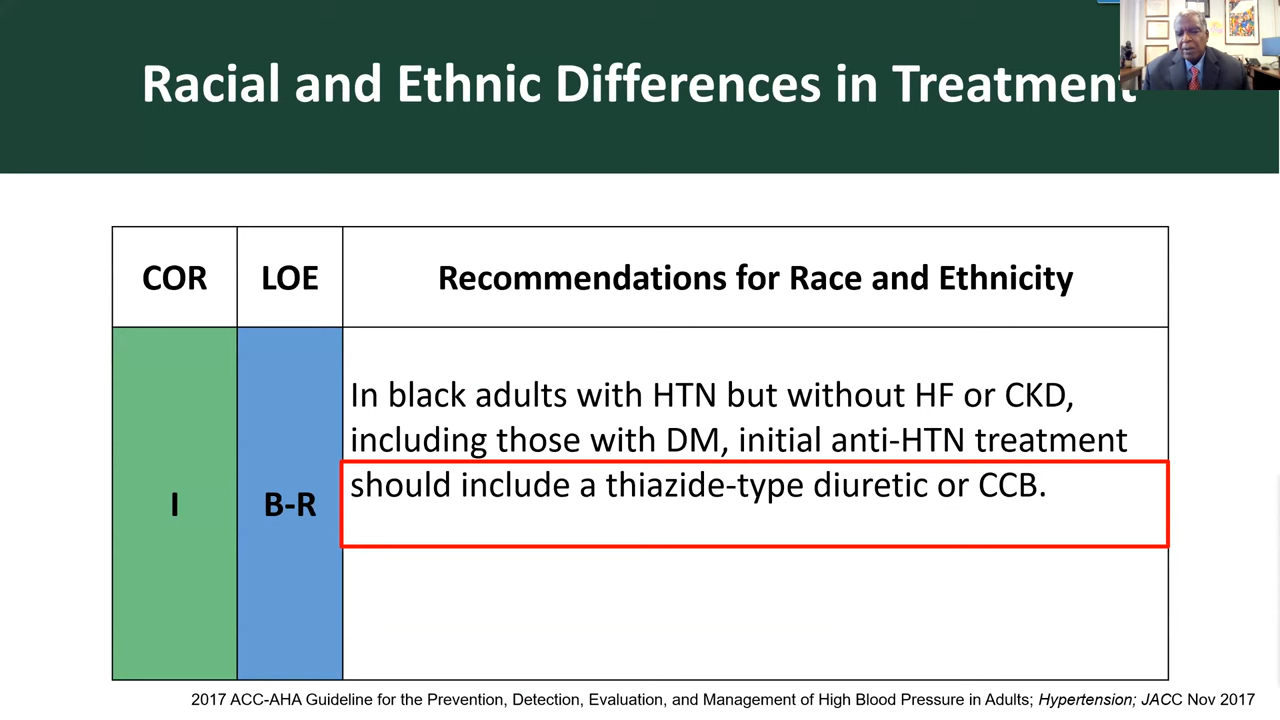 Racial and Ethnic Differences in Treatment
COR
LOE
Recommendations for Race and Ethnicity
I
B-R
In black adults with HTN but without HF or CKD,
including those with DM, initial anti-HTN treatment
should include a thiazide-type diuretic or CCB.
2017 ACC-AHA Guideline for the Prevention, Detection, Evaluation, and Management of High Blood Pressure in Adults; Hypertension; JACC Nov 2017